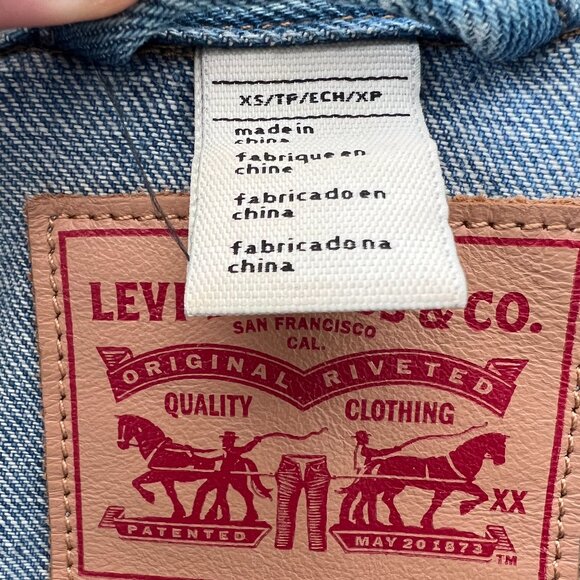 XS/TP/ECH/XP
made in
china
fabrique en
chine
fabricado en
china
fabricado na
china
LEVI S & CO.
SAN FRANCISCO
CAL.
ORIGINAL RIVETED
QUALITY CLOTHING
XX
PATENTED MAY 20 1873 TM